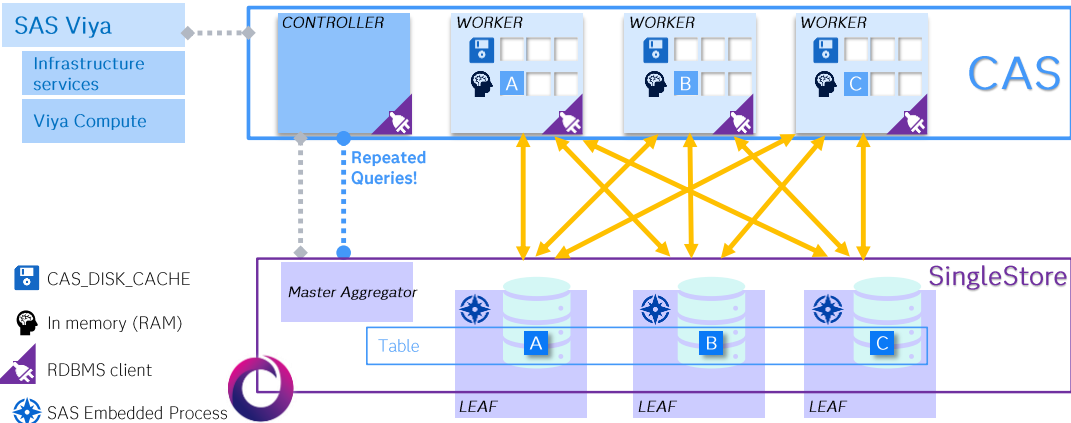 SAS Viya
Infrastructure
services
Viya Compute
CONTROLLER
WORKER
A
WORKER
B
WORKER
C
CAS
Repeated
Queries!
CAS_DISK_CACHE
In memory (RAM)
RDBMS client
SAS Embedded Process
SingleStore
Master Aggregator
Table
A
B
C
LEAF
LEAF
LEAF